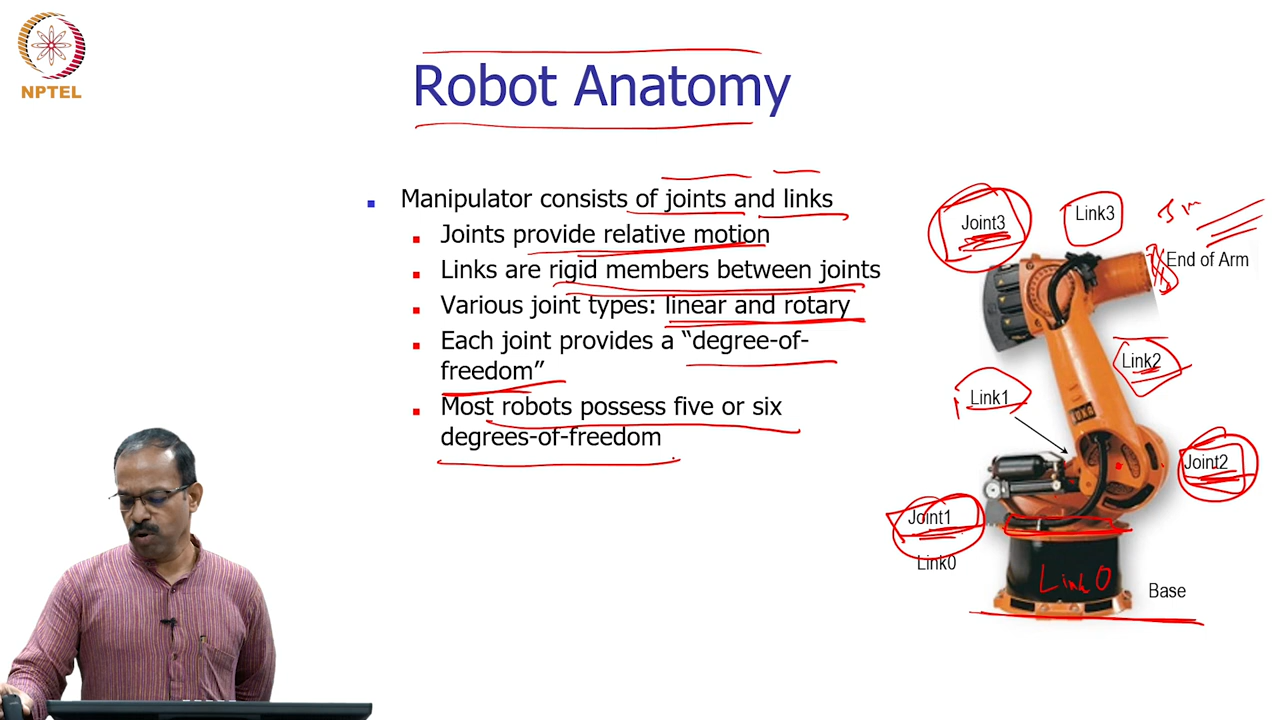 NPTEL
Robot Anatomy
Manipulator consists of joints and links
Joints provide relative motion
Links are rigid members between joints
Various joint types: linear and rotary
Each joint provides a “degree-of-
freedom”
Most robots possess five or six
degrees-of-freedom
Joint3
Link3
End of Arm
Link2
Link1
Joint2
Joint1
Link0
Link 0
Base